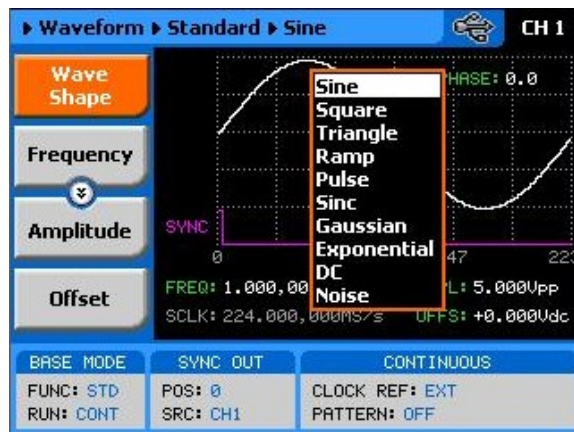 Waveform Standard Sine CH 1
Wave Shape
Frequency
Amplitude
Offset
Sine
Square
Triangle
Ramp
Pulse
Sinc
Gaussian
Exponential
DC
Noise
HASE: 0.0
SYNC
0 47 223
FREQ: 1.000,00 L: 5.000Vpp
SCLK: 224.000,000MS/s OFFS: +0.000Vdc
BASE MODE
FUNC: STD
RUN: CONT
SYNC OUT
POS: 0
SRC: CH1
CONTINUOUS
CLOCK REF: EXT
PATTERN: OFF